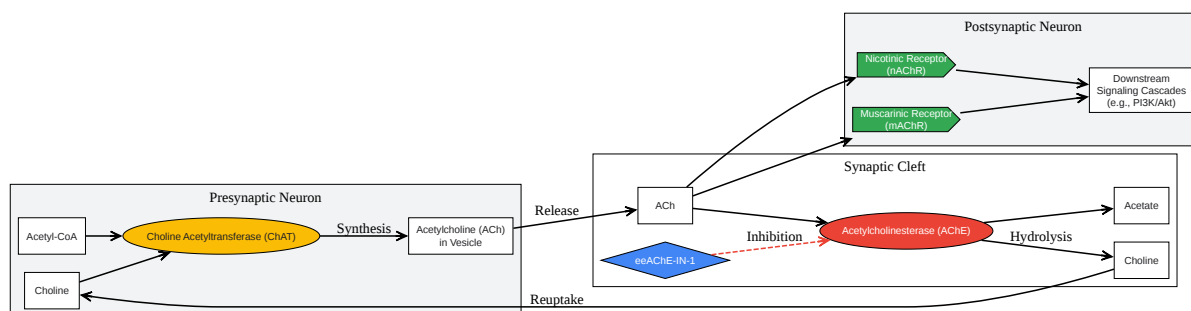 Postsynaptic Neuron
Nicotinic Receptor
(nAChR)
Muscarinic Receptor
(mAChR)
Downstream
Signaling Cascades
(e.g., PI3K/Akt)
Synaptic Cleft
ACh
Acetylcholinesterase (AChE)
Inhibition
eeAChE-IN-1
Acetate
Hydrolysis
Choline
Presynaptic Neuron
Acetyl-CoA
Choline Acetyltransferase (ChAT)
Synthesis
Acetylcholine (ACh)
in Vesicle
Release
Choline
Reuptake